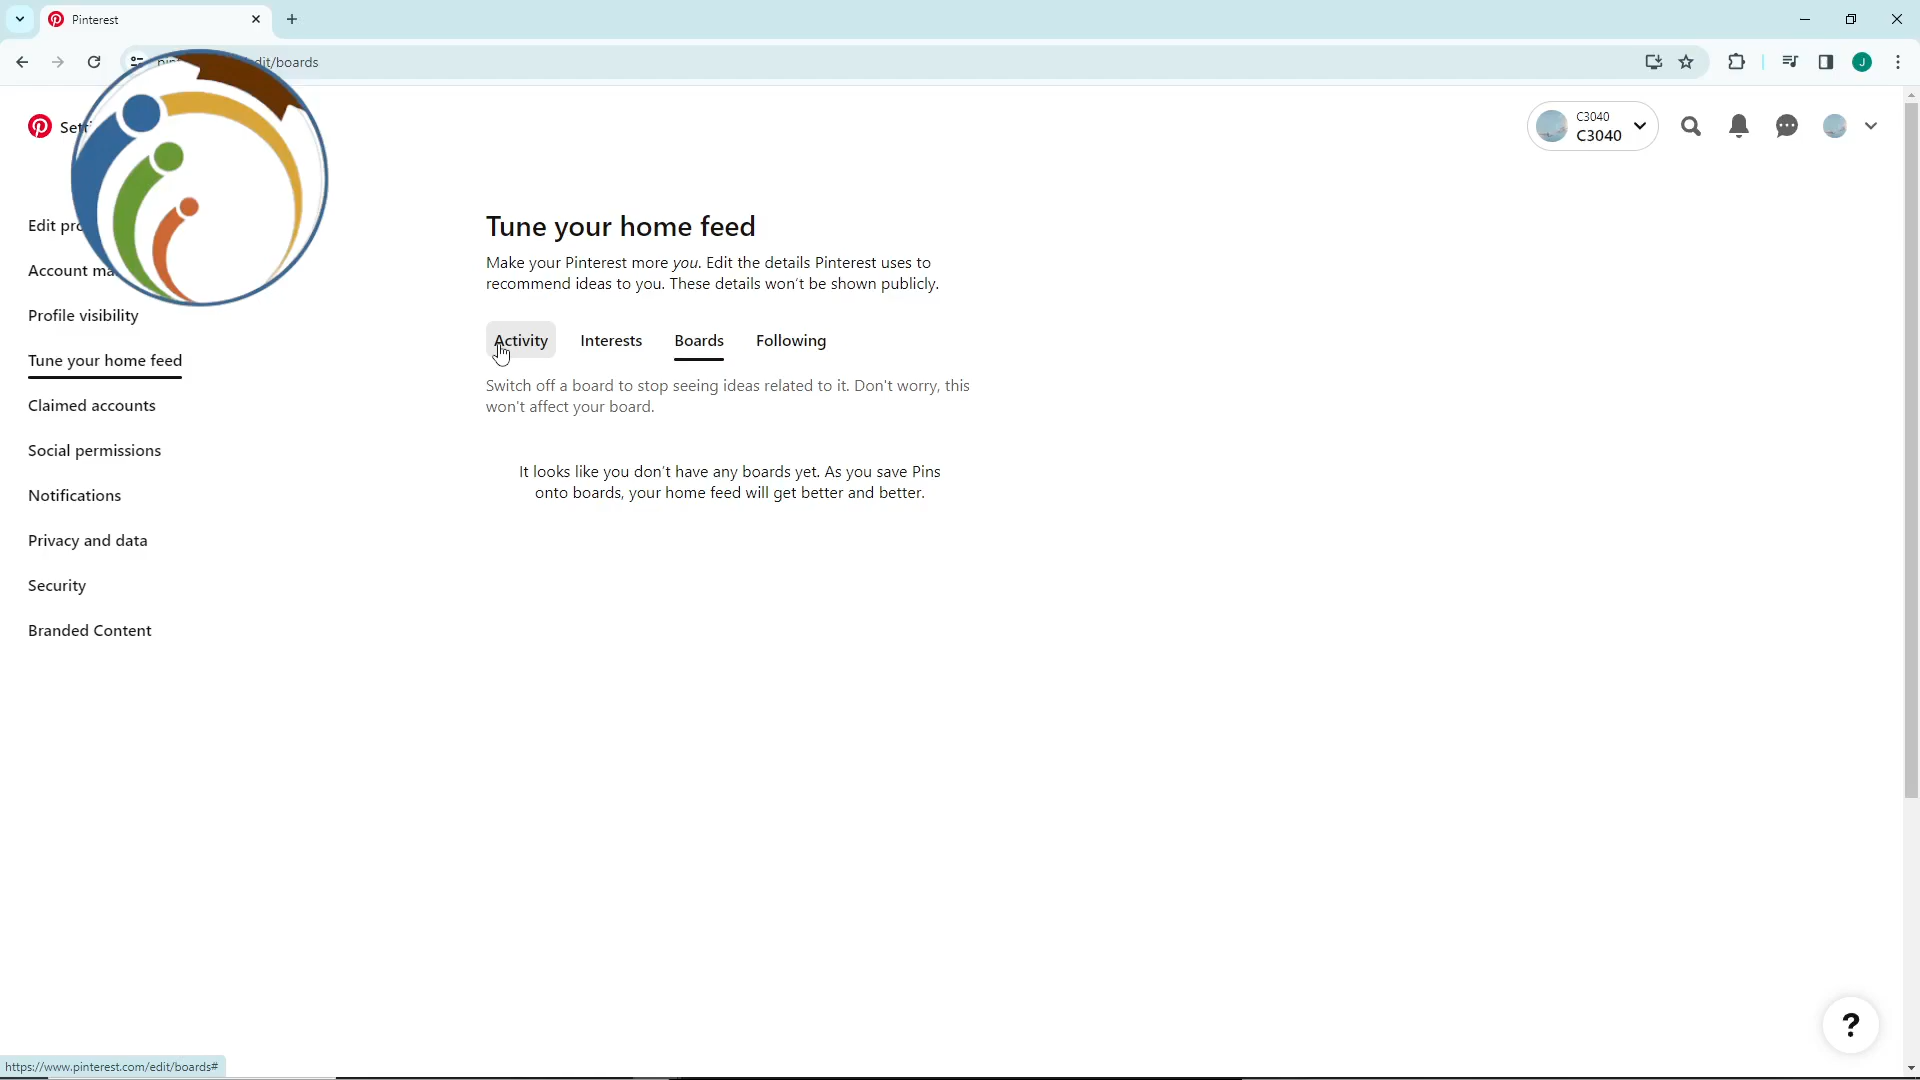 Pinterest
dit/boards
C3040
C3040
Edit
Account
Profile visibility
Tune your home feed
Claimed accounts
Social permissions
Notifications
Privacy and data
Security
Branded Content
Tune your home feed
Make your Pinterest more you. Edit the details Pinterest uses to
recommend ideas to you. These details won't be shown publicly.
Activity Interests Boards Following
Switch off a board to stop seeing ideas related to it. Don't worry, this
won't affect your board.
It looks like you don't have any boards yet. As you save Pins
onto boards, your home feed will get better and better.
J
?
https://www.pinterest.com/edit/boards#